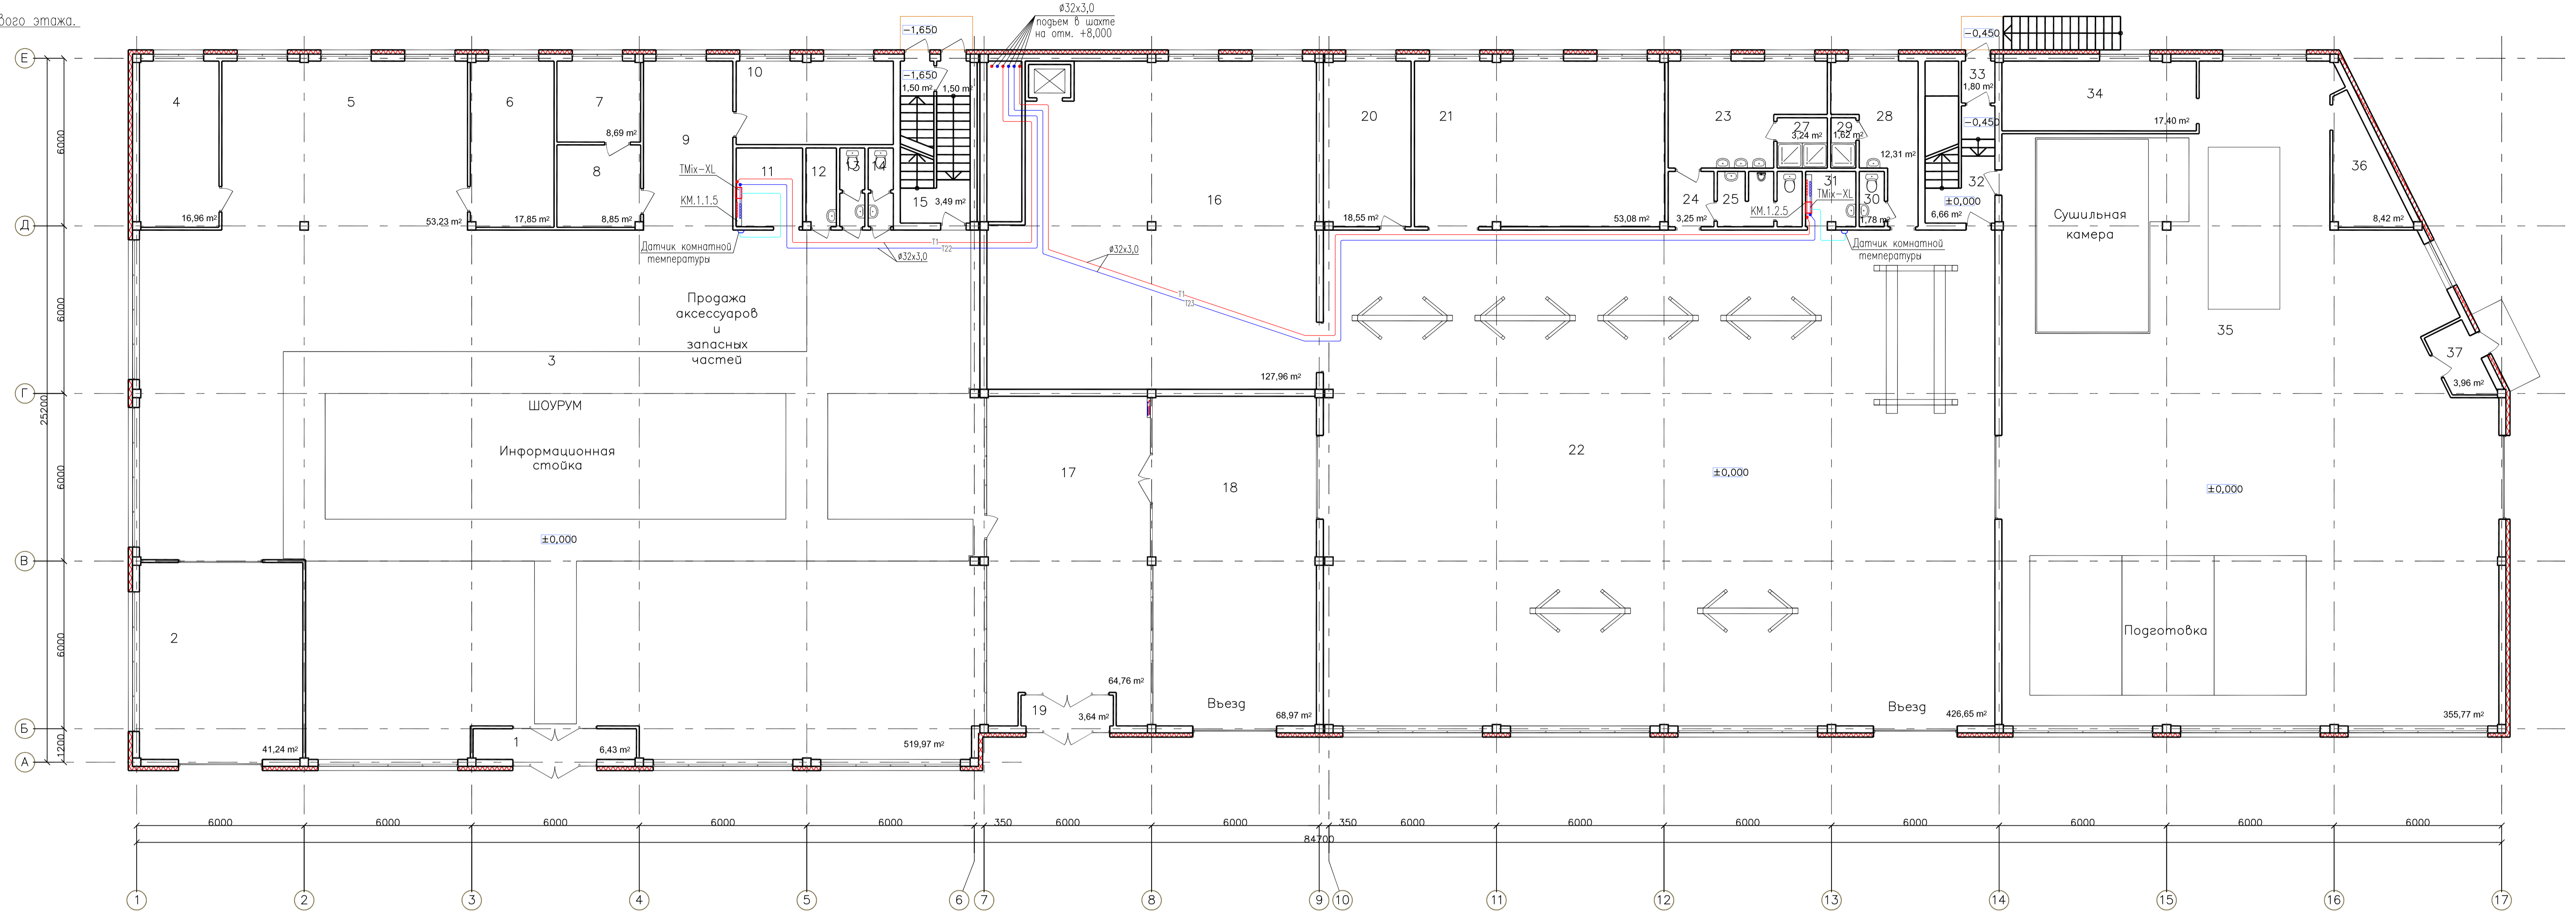 вого этажа.
ø32x3,0
подъем в шахте
на отм. +8,000
-1,650
-0,450
Е
10
-1,650
33
4
5
6
7
1,50 m²
1,50 m²
1,80 m²
34
20
21
23
27
29
28
-0,450
17,40 m²
8,69 m²
9
3,24 m²
1,62 m²
6000
TMix-XL
11
12
13
14
12,31 m²
36
8
31
TMix-XL
32
КМ.1.1.5
3,49 m²
16
24
25
КМ.1.2.5
30
±0,000
Сушильная
камера
16,96 m²
53,23 m²
17,85 m²
8,85 m²
15
18,55 m²
53,08 m²
3,25 m²
1,78 m²
6,66 m²
8,42 m²
Д
Датчик комнатной
температуры
T1
T22
ø32x3,0
ø32x3,0
Датчик комнатной
температуры
Продажа
аксессуаров
и
запасных
частей
T1
T23
6000
35
3
37
127,96 m²
3,96 m²
Г
25200
ШОУРУМ
Информационная
стойка
22
17
18
±0,000
±0,000
6000
±0,000
В
2
Подготовка
6000
64,76 m²
19
3,64 m²
Въезд
68,97 m²
Въезд
426,65 m²
355,77 m²
Б
1
41,24 m²
6,43 m²
519,97 m²
1200
А
6000
6000
6000
6000
6000
350
6000
6000
350
6000
6000
6000
6000
6000
6000
6000
84700
1
2
3
4
5
6
7
8
9
10
11
12
13
14
15
16
17